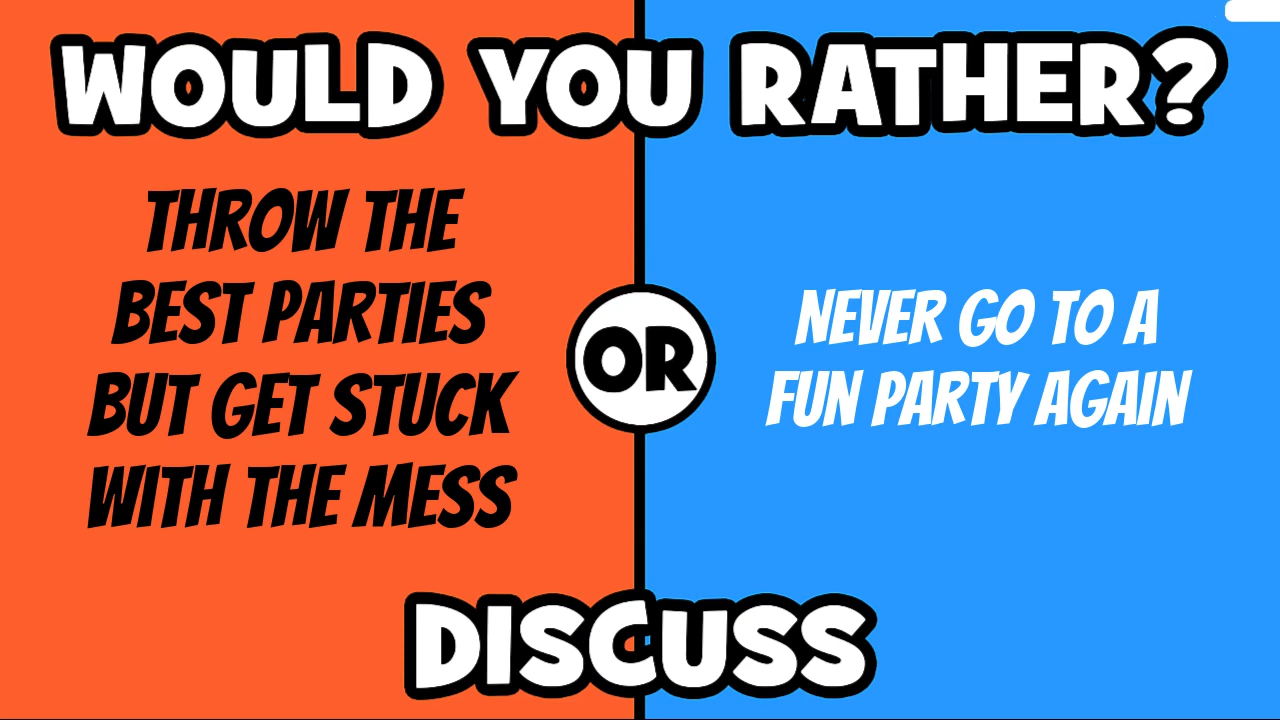 WOULD YOU RATHER?
THROW THE
BEST PARTIES
BUT GET STUCK
WITH THE MESS
OR
NEVER GO TO A
FUN PARTY AGAIN
DISCUSS